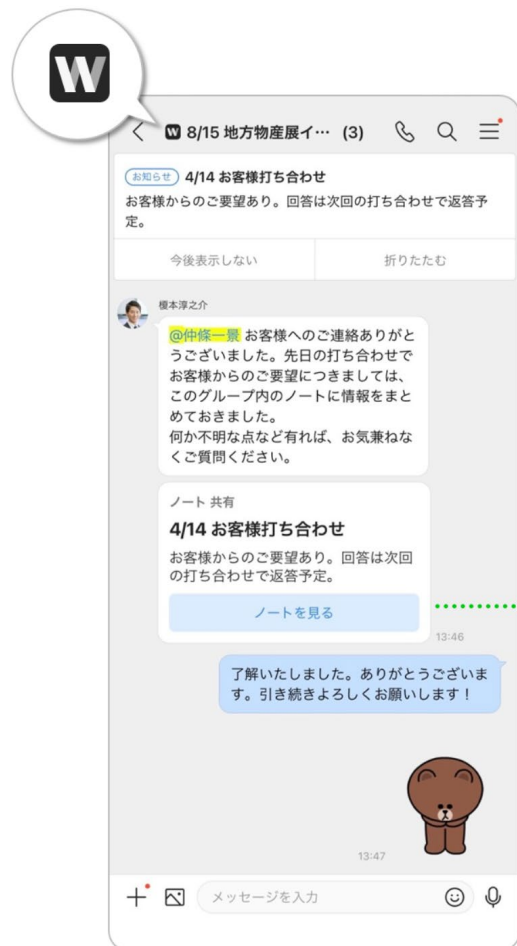 W
W 8/15 地方物産展イ… (3)
お知らせ 4/14 お客様打ち合わせ
お客様からのご要望あり。回答は次回の打ち合わせで返答予
定。
今後表示しない 折りたたむ
榎本淳之介
@仲條一景 お客様へのご連絡ありがと
うございました。先日の打ち合わせで
お客様からのご要望につきましては、
このグループ内のノートに情報をまと
めておきました。
何か不明な点など有れば、お気兼ねな
くご質問ください。
ノート 共有
4/14 お客様打ち合わせ
お客様からのご要望あり。回答は次回
の打ち合わせで返答予定。
ノートを見る
13:46
了解いたしました。ありがとうございま
す。引き続きよろしくお願いします！
13:47
メッセージを入力